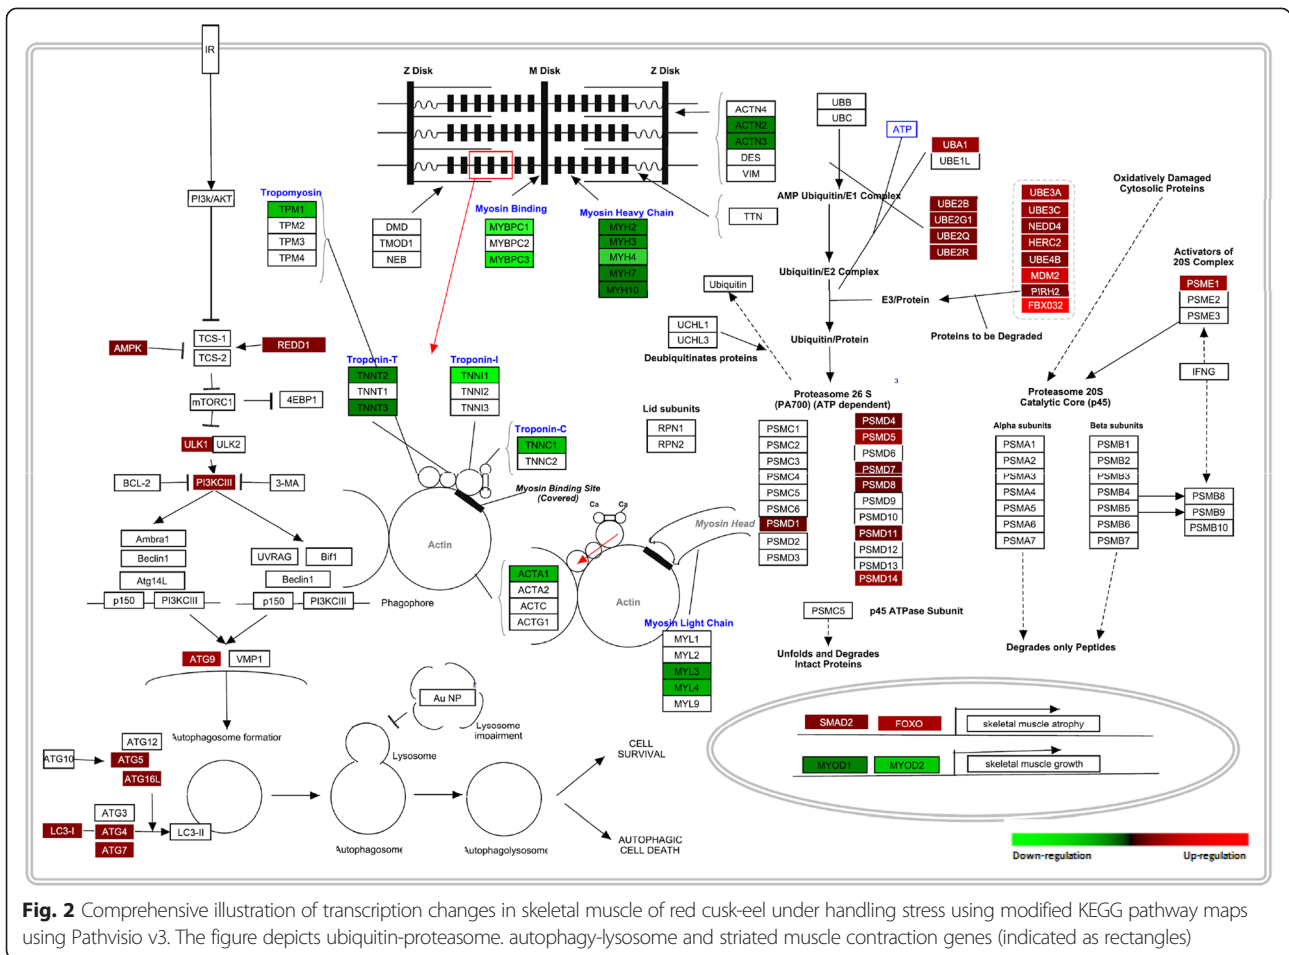 IR
Z Disk
M Disk
Z Disk
ACTN4
ACTN2
ACTN3
DES
VIM
UBB
UBC
ATP
UBA1
UBE1L
Oxidatively Damaged
Cytosolic Proteins
PI3k/AKT
Tropomyosin
TPM1
TPM2
TPM3
TPM4
DMD
TMOD1
NEB
Myosin Binding
MYBPC1
MYBPC2
MYBPC3
Myosin Heavy Chain
MYH2
MYH3
MYH4
MYH7
MYH10
TTN
AMP Ubiquitin/E1 Complex
UBE2B
UBE2G1
UBE2Q
UBE2R
UBE3A
UBE3C
NEDD4
HERC2
UBE4B
MDM2
PIRH2
FBX032
Activators of
20S Complex
PSME1
PSME2
PSME3
Ubiquitin/E2 Complex
Ubiquitin
E3/Protein
Proteins to be Degraded
UCHL1
UCHL3
Deubiquitinates proteins
Ubiquitin/Protein
IFNG
AMPK
TCS-1
TCS-2
REDD1
mTORC1
4EBP1
ULK1
ULK2
BCL-2
PI3KCIII
3-MA
Troponin-T
TNNT2
TNNT1
TNNT3
Troponin-I
TNNI1
TNNI2
TNNI3
Troponin-C
TNNC1
TNNC2
Lid subunits
RPN1
RPN2
3
Proteasome 26 S
(PA700) (ATP dependent)
PSMC1
PSMC2
PSMC3
PSMC4
PSMC5
PSMC6
PSMD1
PSMD2
PSMD3
PSMD4
PSMD5
PSMD6
PSMD7
PSMD8
PSMD9
PSMD10
PSMD11
PSMD12
PSMD13
PSMD14
Proteasome 20S
Catalytic Core (p45)
Alpha subunits
PSMA1
PSMA2
PSMA3
PSMA4
PSMA5
PSMA6
PSMA7
Beta subunits
PSMB1
PSMB2
PSMB3
PSMB4
PSMB5
PSMB6
PSMB7
PSMB8
PSMB9
PSMB10
Myosin Binding Site
(Covered)
Ca
Ca
Myosin Head
Actin
Actin
Ambra1
Beclin1
Atg14L
p150
PI3KCIII
UVRAG
Bif1
Beclin1
p150
PI3KCIII
Phagophore
ACTA1
ACTA2
ACTC
ACTG1
Myosin Light Chain
MYL1
MYL2
MYL3
MYL4
MYL9
PSMC5
p45 ATPase Subunit
Unfolds and Degrades
Intact Proteins
Degrades only Peptides
ATG9
VMP1
Au NP
Lysosome
impairment
Lysosome
Autophagosome formation
ATG12
ATG10
ATG5
ATG16L
ATG3
LC3-I
ATG4
ATG7
LC3-II
Autophagosome
Autophagolysosome
CELL
SURVIVAL
AUTOPHAGIC
CELL DEATH
SMAD2
FOXO
skeletal muscle atrophy
MYOD1
MYOD2
skeletal muscle growth
Down-regulation
Up-regulation
Fig. 2 Comprehensive illustration of transcription changes in skeletal muscle of red cusk-eel under handling stress using modified KEGG pathway maps
using Pathvisio v3. The figure depicts ubiquitin-proteasome. autophagy-lysosome and striated muscle contraction genes (indicated as rectangles)